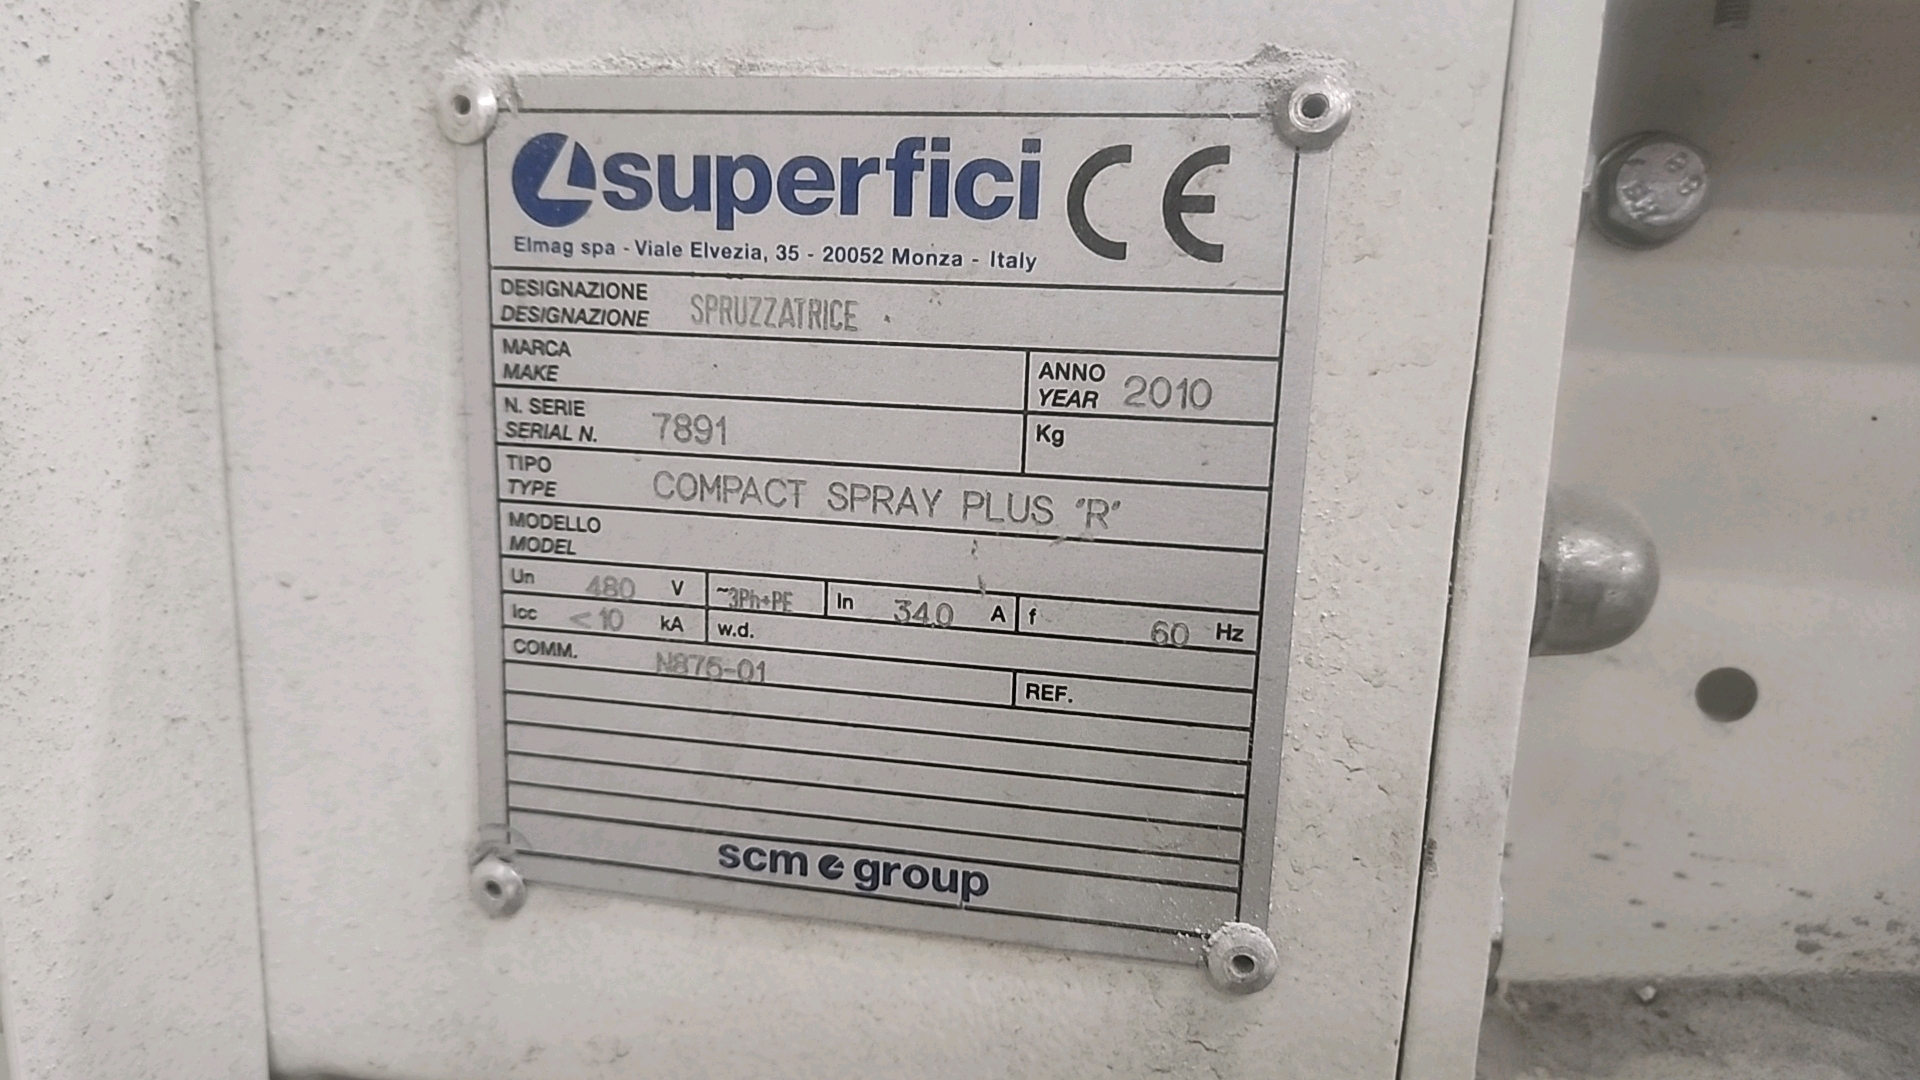 superfici CE
Elmag spa - Viale Elvezia, 35 - 20052 Monza - Italy
DESIGNAZIONE
DESIGNAZIONE SPRUZZATRICE
MARCA
MAKE
ANNO
YEAR 2010
N. SERIE
SERIAL N. 7891
Kg
TIPO
TYPE COMPACT SPRAY PLUS "R"
MODELLO
MODEL
Un 480 V ~3Ph+PE In 34.0 A f 60 Hz
Icc <10 kA w.d.
COMM. N875-01 REF.
scm group